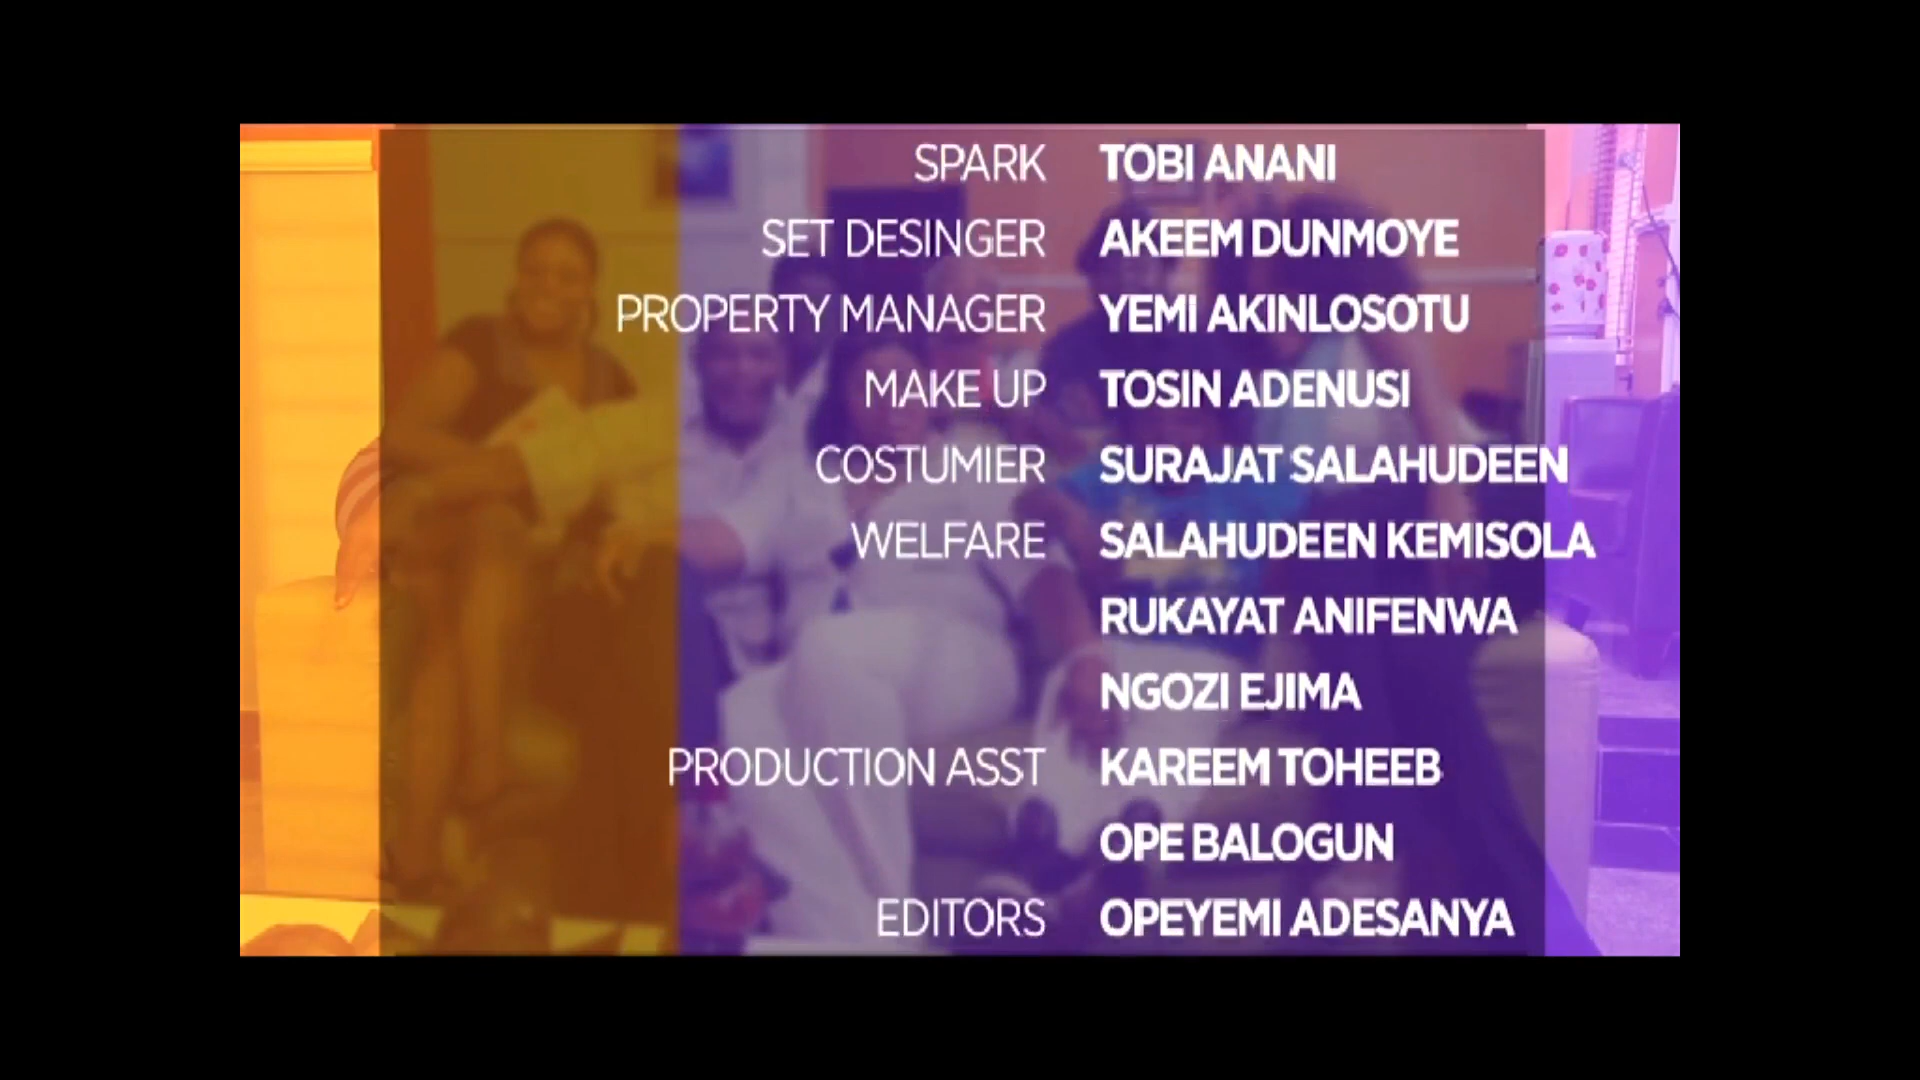 SPARK TOBI ANANI
SET DESINGER AKEEM DUNMOYE
PROPERTY MANAGER YEMI AKINLOSOTU
MAKE UP TOSIN ADENUSI
COSTUMIER SURAJAT SALAHUDEEN
WELFARE SALAHUDEEN KEMISOLA
RUKAYAT ANIFENWA
NGOZI EJIMA
PRODUCTION ASST KAREEM TOHEEB
OPE BALOGUN
EDITORS OPEYEMI ADESANYA